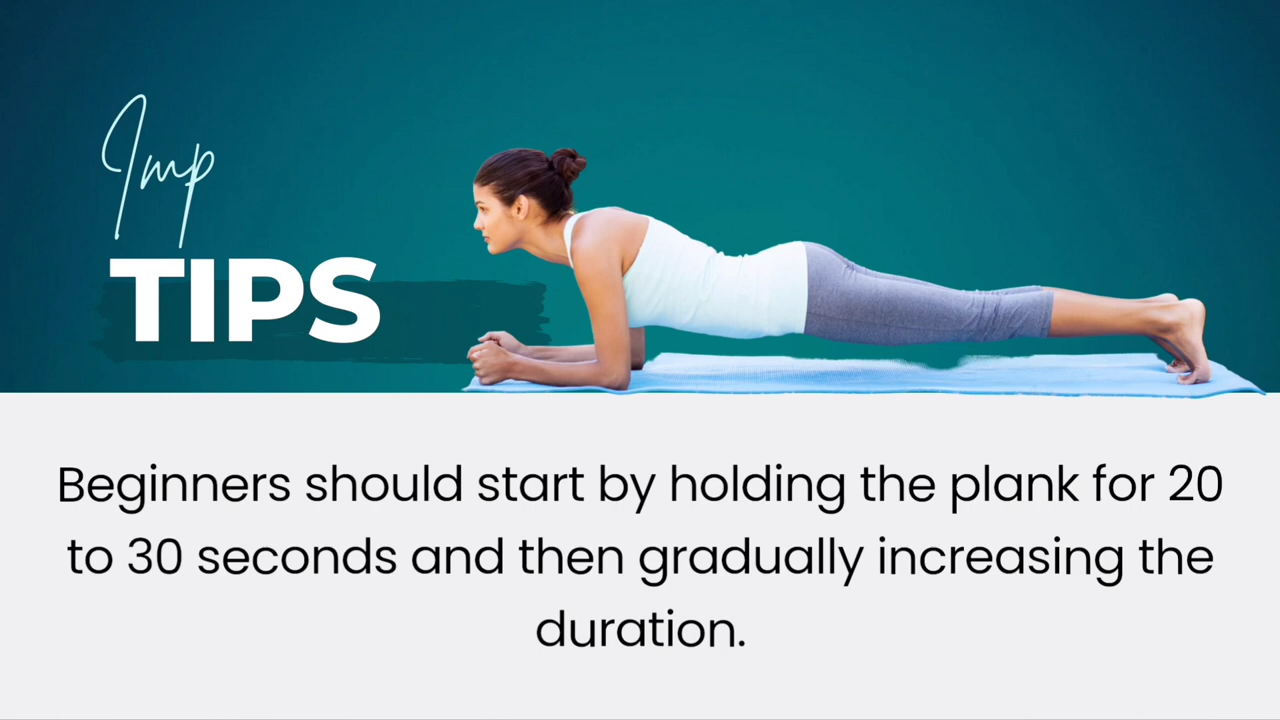 Imp
TIPS
Beginners should start by holding the plank for 20
to 30 seconds and then gradually increasing the
duration.